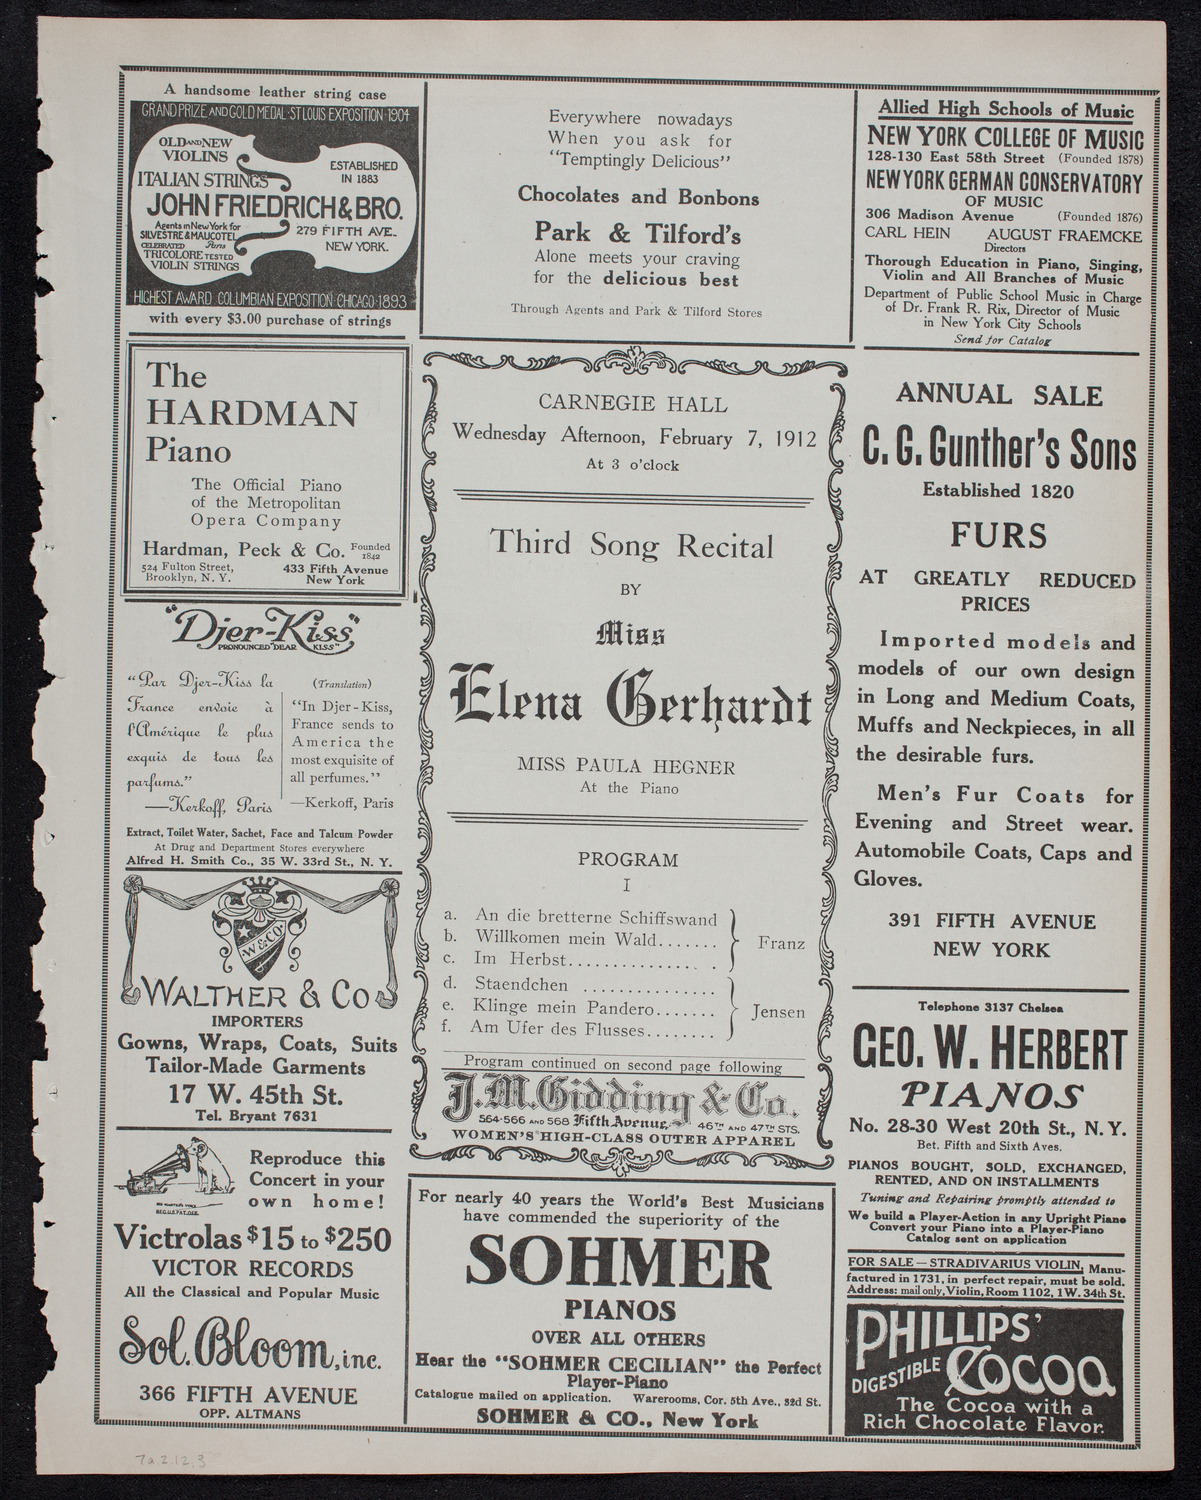 A handsome leather string case
GRAND PRIZE AND GOLD MEDAL·ST LOUIS EXPOSITION·1904
OLD AND NEW
VIOLINS
ITALIAN STRINGS
ESTABLISHED
IN 1883
JOHN FRIEDRICH & BRO.
Agents in New York for
SILVESTRE & MAUCOTEL
CELEBRATED Paris
TRICOLORE TESTED
VIOLIN STRINGS
279 FIFTH AVE.
NEW YORK.
HIGHEST AWARD COLUMBIAN EXPOSITION·CHICAGO·1893
with every $3.00 purchase of strings
The
HARDMAN
Piano
The Official Piano
of the Metropolitan
Opera Company
Hardman, Peck & Co. Founded 1842
524 Fulton Street,
Brooklyn, N. Y.
433 Fifth Avenue
New York
"Djer-Kiss"
PRONOUNCED "DEAR KISS"
"Par Djer-Kiss la
France envoie à
l'Amérique le plus
exquis de tous les
parfums."
—Kerkoff, Paris
(Translation)
"In Djer-Kiss,
France sends to
America the
most exquisite of
all perfumes."
—Kerkoff, Paris
Extract, Toilet Water, Sachet, Face and Talcum Powder
At Drug and Department Stores everywhere
Alfred H. Smith Co., 35 W. 33rd St., N. Y.
W & CO.
WALTHER & CO
IMPORTERS
Gowns, Wraps, Coats, Suits
Tailor-Made Garments
17 W. 45th St.
Tel. Bryant 7631
Reproduce this
Concert in your
own home!
HIS MASTER'S VOICE
REG. U.S. PAT. OFF.
Victrolas $15 to $250
VICTOR RECORDS
All the Classical and Popular Music
Sol. Bloom, inc.
366 FIFTH AVENUE
OPP. ALTMANS
7a.2.12.3
Everywhere nowadays
When you ask for
"Temptingly Delicious"
Chocolates and Bonbons
Park & Tilford's
Alone meets your craving
for the delicious best
Through Agents and Park & Tilford Stores
CARNEGIE HALL
Wednesday Afternoon, February 7, 1912
At 3 o'clock
Third Song Recital
BY
Miss
Elena Gerhardt
MISS PAULA HEGNER
At the Piano
PROGRAM
I
a. An die bretterne Schiffswand
b. Willkomen mein Wald.......
c. Im Herbst..............
Franz
d. Staendchen ..............
e. Klinge mein Pandero.......
f. Am Ufer des Flusses........
Jensen
Program continued on second page following
J. M. Gidding & Co.
564-566 AND 568 Fifth Avenue, 46TH AND 47TH STS.
WOMEN'S HIGH-CLASS OUTER APPAREL
For nearly 40 years the World's Best Musicians
have commended the superiority of the
SOHMER
PIANOS
OVER ALL OTHERS
Hear the "SOHMER CECILIAN" the Perfect
Player-Piano
Catalogue mailed on application. Warerooms, Cor. 5th Ave., 32d St.
SOHMER & CO., New York
Allied High Schools of Music
NEW YORK COLLEGE OF MUSIC
128-130 East 58th Street (Founded 1878)
NEW YORK GERMAN CONSERVATORY
OF MUSIC
306 Madison Avenue (Founded 1876)
CARL HEIN AUGUST FRAEMCKE
Directors
Thorough Education in Piano, Singing,
Violin and All Branches of Music
Department of Public School Music in Charge
of Dr. Frank R. Rix, Director of Music
in New York City Schools
Send for Catalog
ANNUAL SALE
C. G. Gunther's Sons
Established 1820
FURS
AT GREATLY REDUCED
PRICES
Imported models and
models of our own design
in Long and Medium Coats,
Muffs and Neckpieces, in all
the desirable furs.
Men's Fur Coats for
Evening and Street wear.
Automobile Coats, Caps and
Gloves.
391 FIFTH AVENUE
NEW YORK
Telephone 3137 Chelsea
GEO. W. HERBERT
PIANOS
No. 28-30 West 20th St., N. Y.
Bet. Fifth and Sixth Aves.
PIANOS BOUGHT, SOLD, EXCHANGED,
RENTED, AND ON INSTALLMENTS
Tuning and Repairing promptly attended to
We build a Player-Action in any Upright Piano
Convert your Piano into a Player-Piano
Catalog sent on application
FOR SALE—STRADIVARIUS VIOLIN, Manu-
factured in 1731, in perfect repair, must be sold.
Address: mail only, Violin, Room 1102, 1 W. 34th St.
PHILLIPS'
DIGESTIBLE COCOA
The Cocoa with a
Rich Chocolate Flavor.